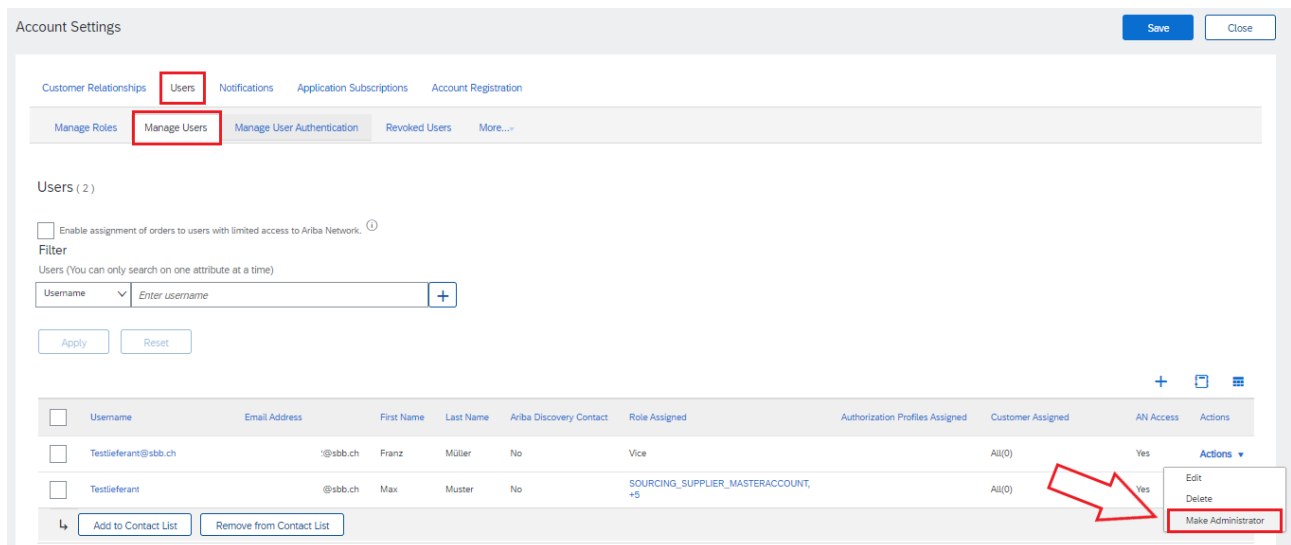 Account Settings
Save
Close
Customer Relationships
Users
Notifications
Application Subscriptions
Account Registration
Manage Roles
Manage Users
Manage User Authentication
Revoked Users
More...
Users ( 2 )
Enable assignment of orders to users with limited access to Ariba Network.
Filter
Users (You can only search on one attribute at a time)
Username
Enter username
Apply
Reset
Username
Email Address
First Name
Last Name
Ariba Discovery Contact
Role Assigned
Authorization Profiles Assigned
Customer Assigned
AN Access
Actions
Testlieferant@sbb.ch
@sbb.ch
Franz
Müller
No
Vice
All(0)
Yes
Actions
Testlieferant
@sbb.ch
Max
Muster
No
SOURCING_SUPPLIER_MASTERACCOUNT,
+5
All(0)
Yes
Edit
Delete
Make Administrator
Add to Contact List
Remove from Contact List